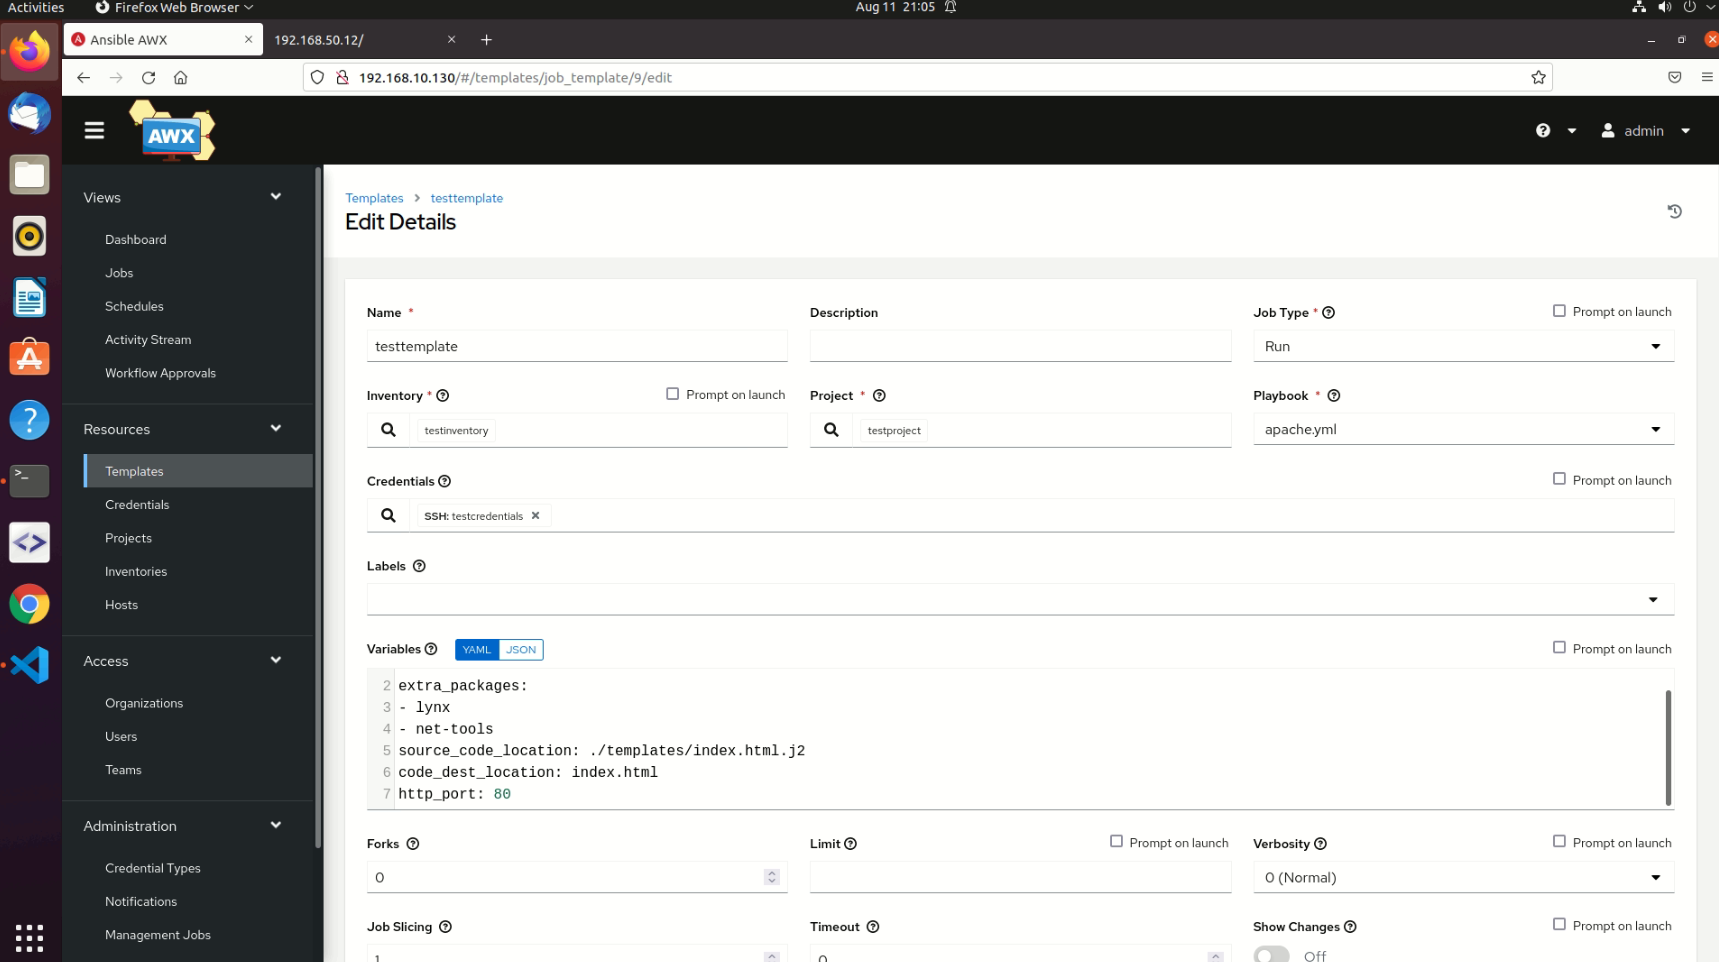 Activities Firefox Web Browser Aug 11 21:05
Ansible AWX 192.168.50.12/
192.168.10.130/#/templates/job_template/9/edit
AWX admin
Views
Dashboard
Jobs
Schedules
Activity Stream
Workflow Approvals
Resources
Templates
Credentials
Projects
Inventories
Hosts
Access
Organizations
Users
Teams
Administration
Credential Types
Notifications
Management Jobs
Templates > testtemplate
Edit Details
Name * Description Job Type * Prompt on launch
testtemplate Run
Inventory * Prompt on launch Project * Playbook *
testinventory testproject apache.yml
Credentials Prompt on launch
SSH: testcredentials
Labels
Variables YAML JSON Prompt on launch
2 extra_packages:
3 - lynx
4 - net-tools
5 source_code_location: ./templates/index.html.j2
6 code_dest_location: index.html
7 http_port: 80
Forks Limit Prompt on launch Verbosity Prompt on launch
0 0 (Normal)
Job Slicing Timeout Show Changes Prompt on launch
1 0 Off